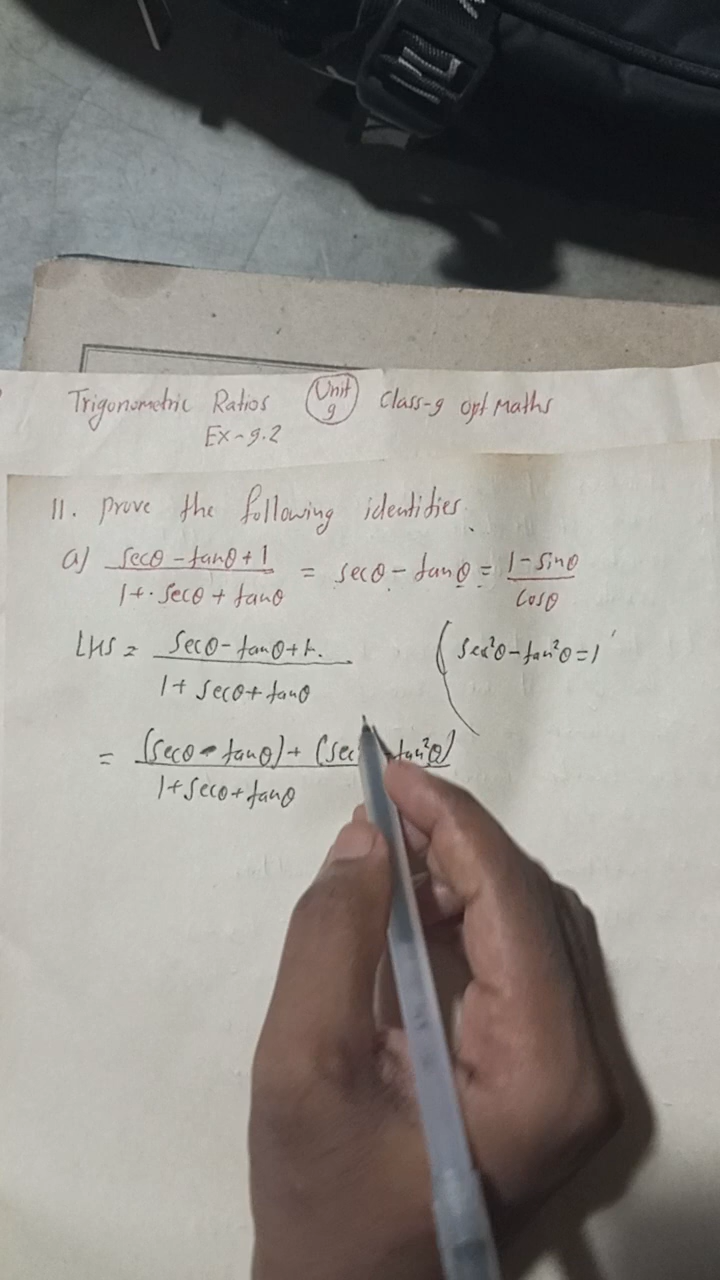 Trigonometric Ratios Unit 9 Class-9 Opt Maths
Ex-9.2
11. Prove the following identities.
a) secθ - tanθ + 1 / 1 + secθ + tanθ = secθ - tanθ = 1 - sinθ / cosθ
LHS = secθ - tanθ + 1 / 1 + secθ + tanθ (sec²θ - tan²θ = 1
= (secθ - tanθ) + (sec tan²θ) / 1 + secθ + tanθ